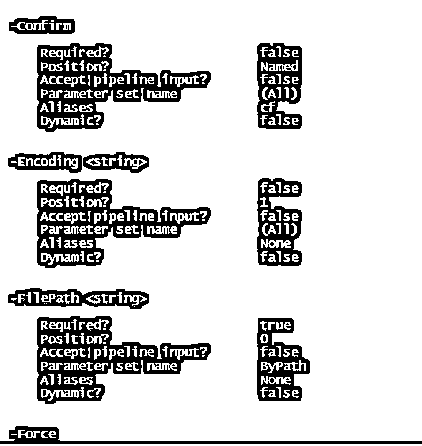 -Confirm
Required? false
Position? Named
Accept pipeline input? false
Parameter set name (All)
Aliases cf
Dynamic? false
-Encoding <string>
Required? false
Position? 1
Accept pipeline input? false
Parameter set name (All)
Aliases None
Dynamic? false
-FilePath <string>
Required? true
Position? 0
Accept pipeline input? false
Parameter set name ByPath
Aliases None
Dynamic? false
-Force